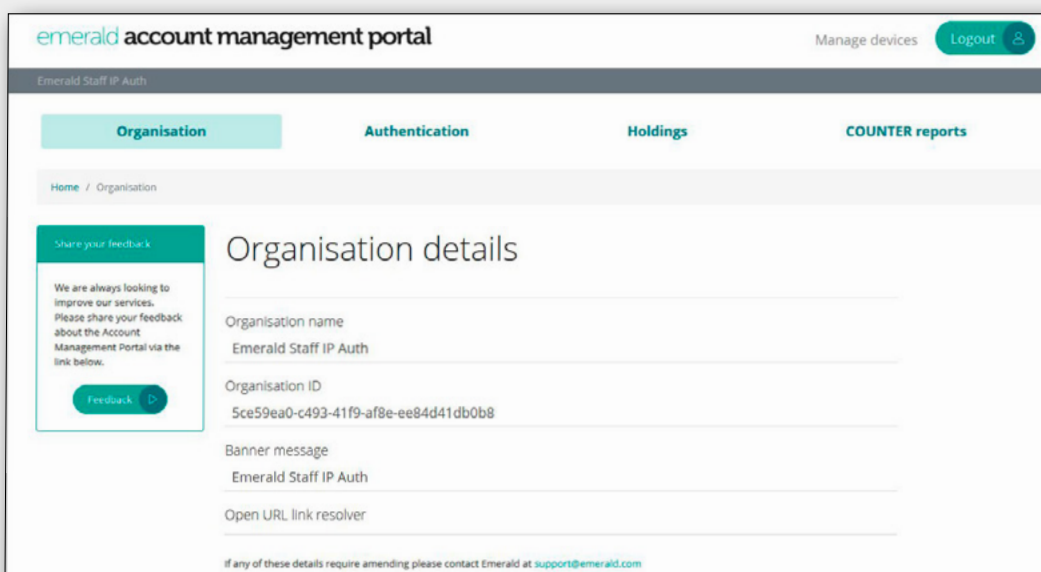 emerald account management portal
Manage devices
Logout
Emerald Staff IP Auth
Organisation
Authentication
Holdings
COUNTER reports
Home / Organisation
Share your feedback
We are always looking to
improve our services.
Please share your feedback
about the Account
Management Portal via the
link below.
Feedback
Organisation details
Organisation name
Emerald Staff IP Auth
Organisation ID
5ce59ea0-c493-41f9-af8e-ee84d41db0b8
Banner message
Emerald Staff IP Auth
Open URL link resolver
If any of these details require amending please contact Emerald at support@emerald.com